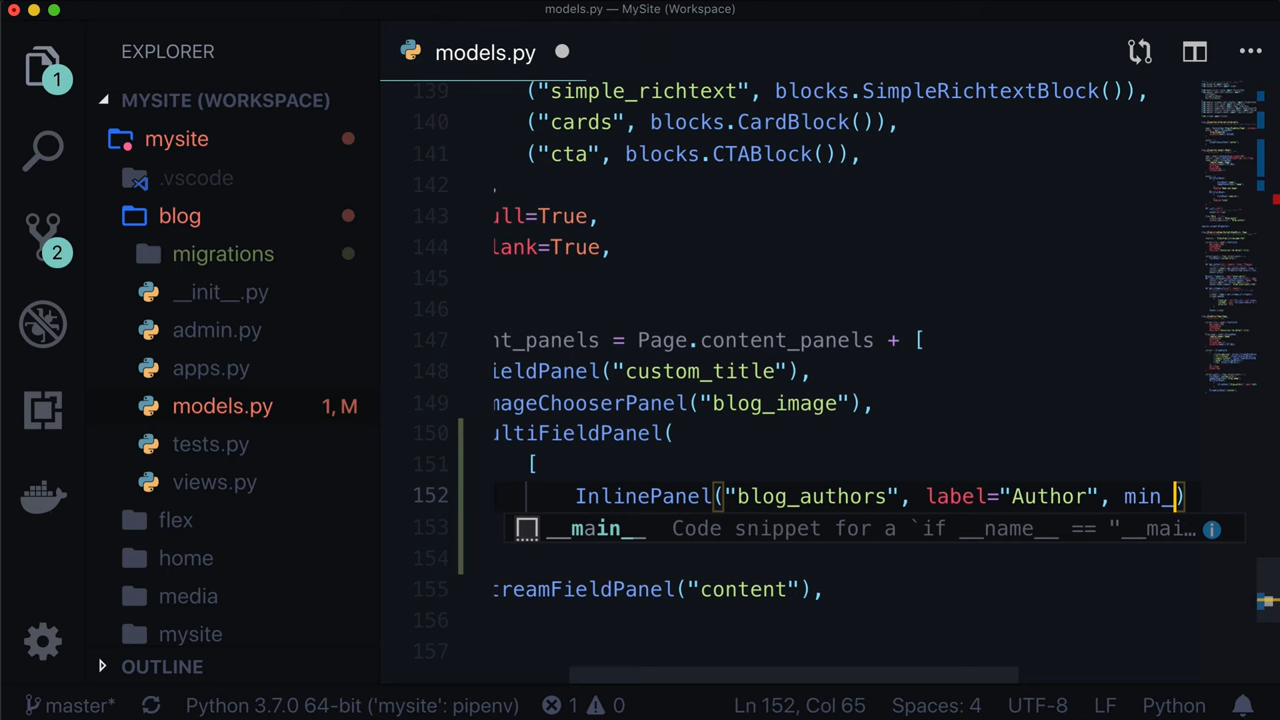 models.py — MySite (Workspace)
EXPLORER
MYSITE (WORKSPACE)
mysite
.vscode
blog
migrations
__init__.py
admin.py
apps.py
models.py 1, M
tests.py
views.py
flex
home
media
mysite
OUTLINE
1
2
models.py
139 ("simple_richtext", blocks.SimpleRichtextBlock()),
140 ("cards", blocks.CardBlock()),
141 ("cta", blocks.CTABlock()),
142 ,
143 ull=True,
144 lank=True,
145
146
147 nt_panels = Page.content_panels + [
148 ieldPanel("custom_title"),
149 mageChooserPanel("blog_image"),
150 ultiFieldPanel(
151 [
152 InlinePanel("blog_authors", label="Author", min_)
153 __main__ Code snippet for a `if __name__ == "__mai…
154
155 treamFieldPanel("content"),
156
157
master* Python 3.7.0 64-bit ('mysite': pipenv) 1 0 Ln 152, Col 65 Spaces: 4 UTF-8 LF Python